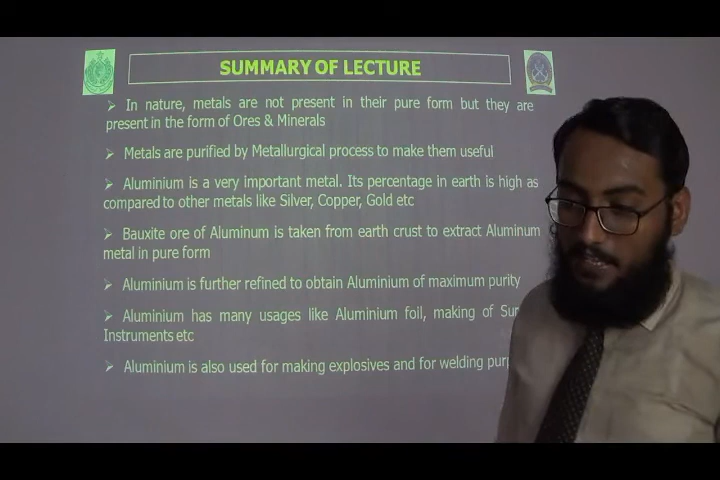 SUMMARY OF LECTURE
➢ In nature, metals are not present in their pure form but they are
present in the form of Ores & Minerals
➢ Metals are purified by Metallurgical process to make them useful
➢ Aluminium is a very important metal. Its percentage in earth is high as
compared to other metals like Silver, Copper, Gold etc
➢ Bauxite ore of Aluminum is taken from earth crust to extract Aluminum
metal in pure form
➢ Aluminium is further refined to obtain Aluminium of maximum purity
➢ Aluminium has many usages like Aluminium foil, making of
Instruments etc
➢ Aluminium is also used for making explosives and for welding